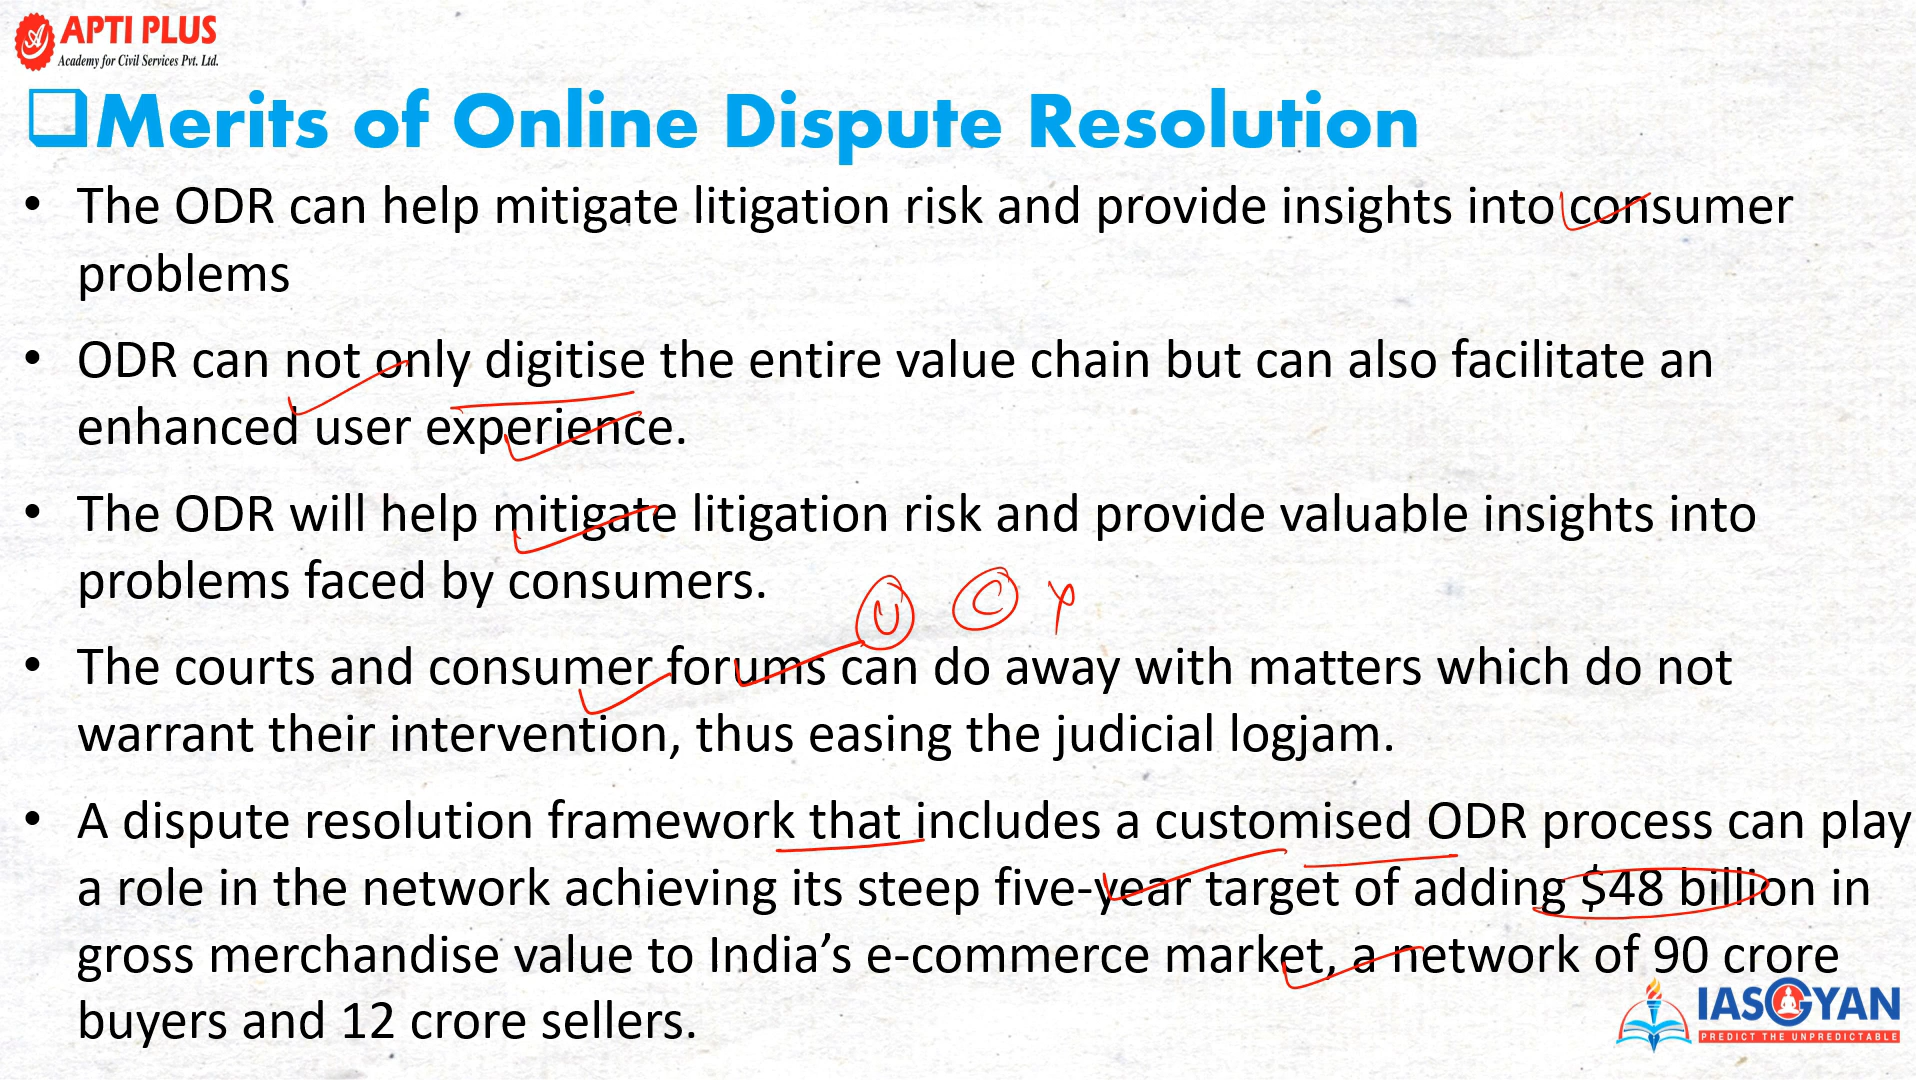 APTI PLUS
Academy for Civil Services Pvt. Ltd.
❑Merits of Online Dispute Resolution
• The ODR can help mitigate litigation risk and provide insights into consumer
problems
• ODR can not only digitise the entire value chain but can also facilitate an
enhanced user experience.
• The ODR will help mitigate litigation risk and provide valuable insights into
problems faced by consumers.
U C
• The courts and consumer forums can do away with matters which do not
warrant their intervention, thus easing the judicial logjam.
• A dispute resolution framework that includes a customised ODR process can play
a role in the network achieving its steep five-year target of adding $48 billion in
gross merchandise value to India’s e-commerce market, a network of 90 crore
buyers and 12 crore sellers.
IASGYAN
PREDICT THE UNPREDICTABLE